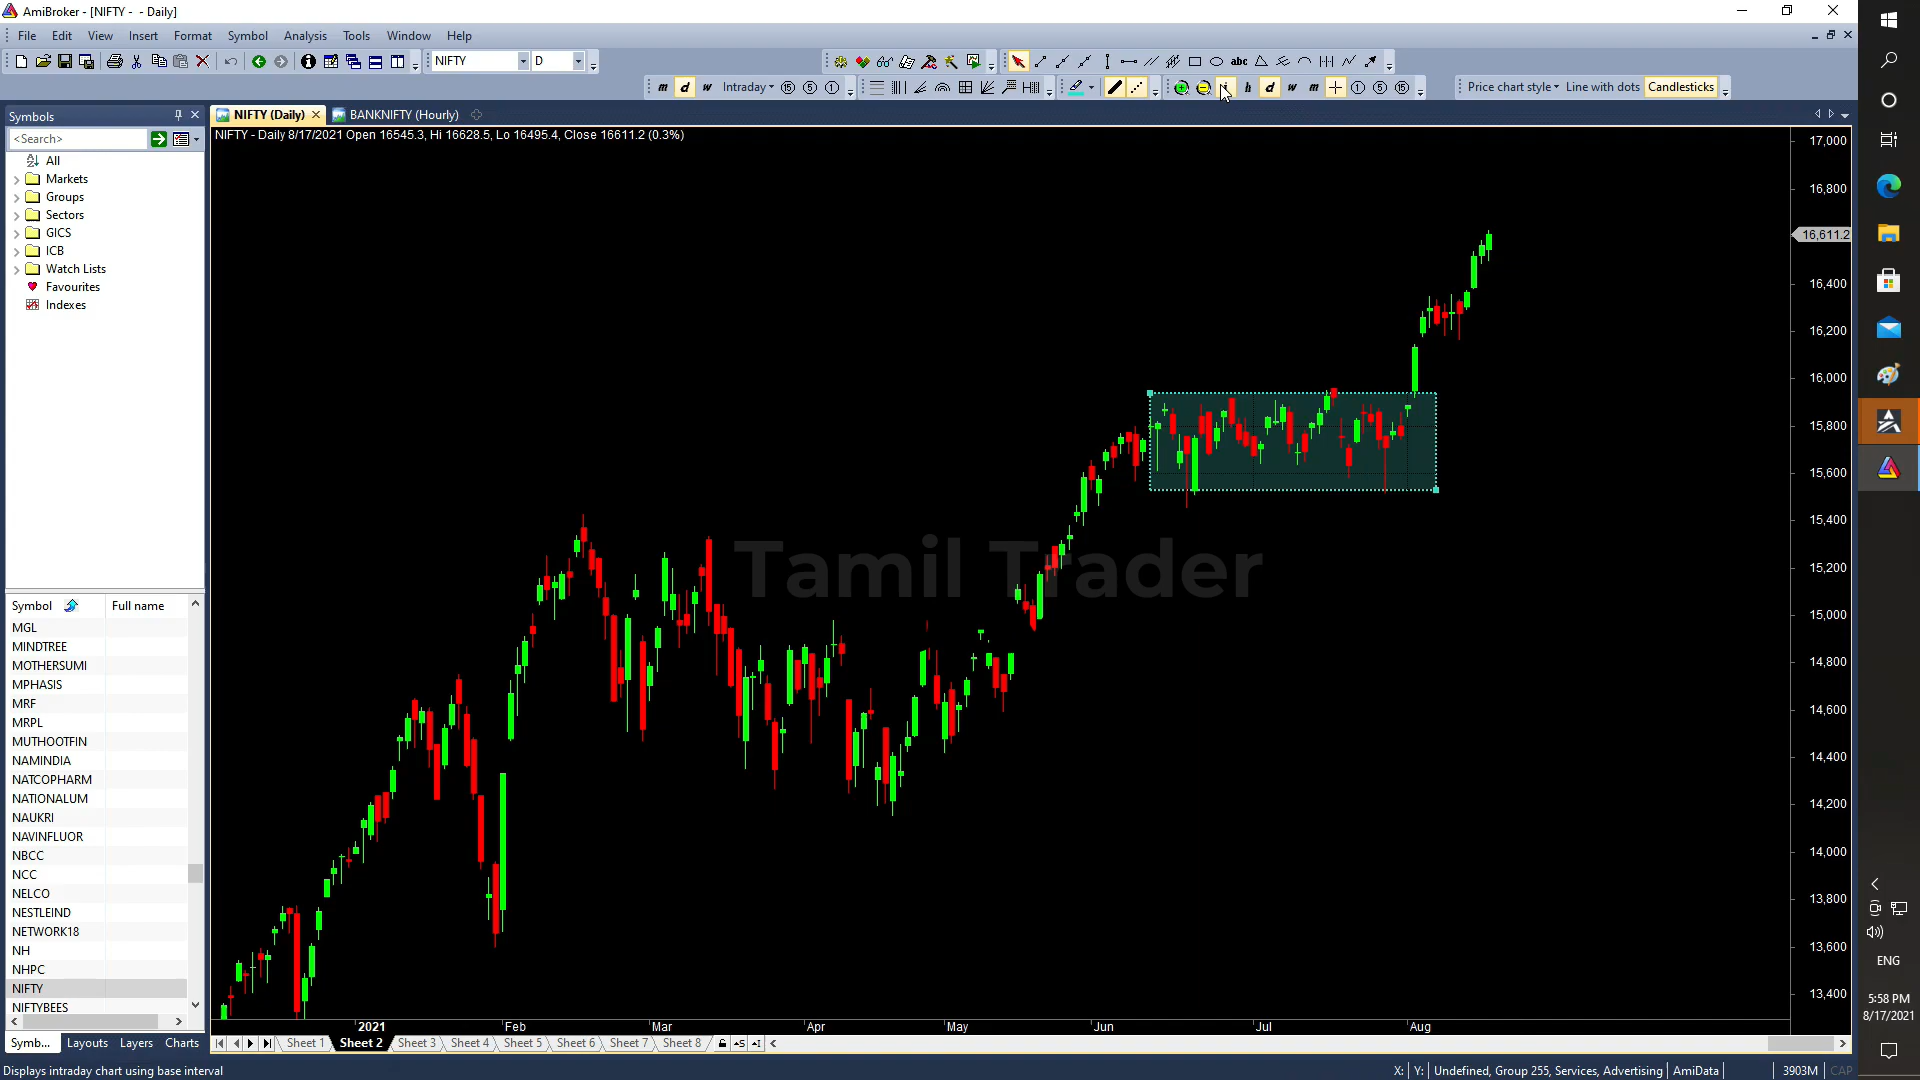 AmiBroker - [NIFTY -  - Daily]
File Edit View Insert Format Symbol Analysis Tools Window Help
NIFTY D
abc
m d w Intraday 15 5 1
h d w m 1 5 15
Price chart style Line with dots Candlesticks
Symbols
NIFTY (Daily) BANKNIFTY (Hourly)
<Search>
NIFTY - Daily 8/17/2021 Open 16545.3, Hi 16628.5, Lo 16495.4, Close 16611.2 (0.3%)
All
Markets
Groups
Sectors
GICS
ICB
Watch Lists
Favourites
Indexes
Symbol Full name
MGL
MINDTREE
MOTHERSUMI
MPHASIS
MRF
MRPL
MUTHOOTFIN
NAMINDIA
NATCOPHARM
NATIONALUM
NAUKRI
NAVINFLUOR
NBCC
NCC
NELCO
NESTLEIND
NETWORK18
NH
NHPC
NIFTY
NIFTYBEES
Tamil Trader
17,000
16,800
16,611.2
16,400
16,200
16,000
15,800
15,600
15,400
15,200
15,000
14,800
14,600
14,400
14,200
14,000
13,800
13,600
13,400
2021 Feb Mar Apr May Jun Jul Aug
Symb... Layouts Layers Charts
Sheet 1 Sheet 2 Sheet 3 Sheet 4 Sheet 5 Sheet 6 Sheet 7 Sheet 8
Displays intraday chart using base interval
X: Y: Undefined, Group 255, Services, Advertising AmiData 3903M CAP
ENG
5:58 PM
8/17/2021